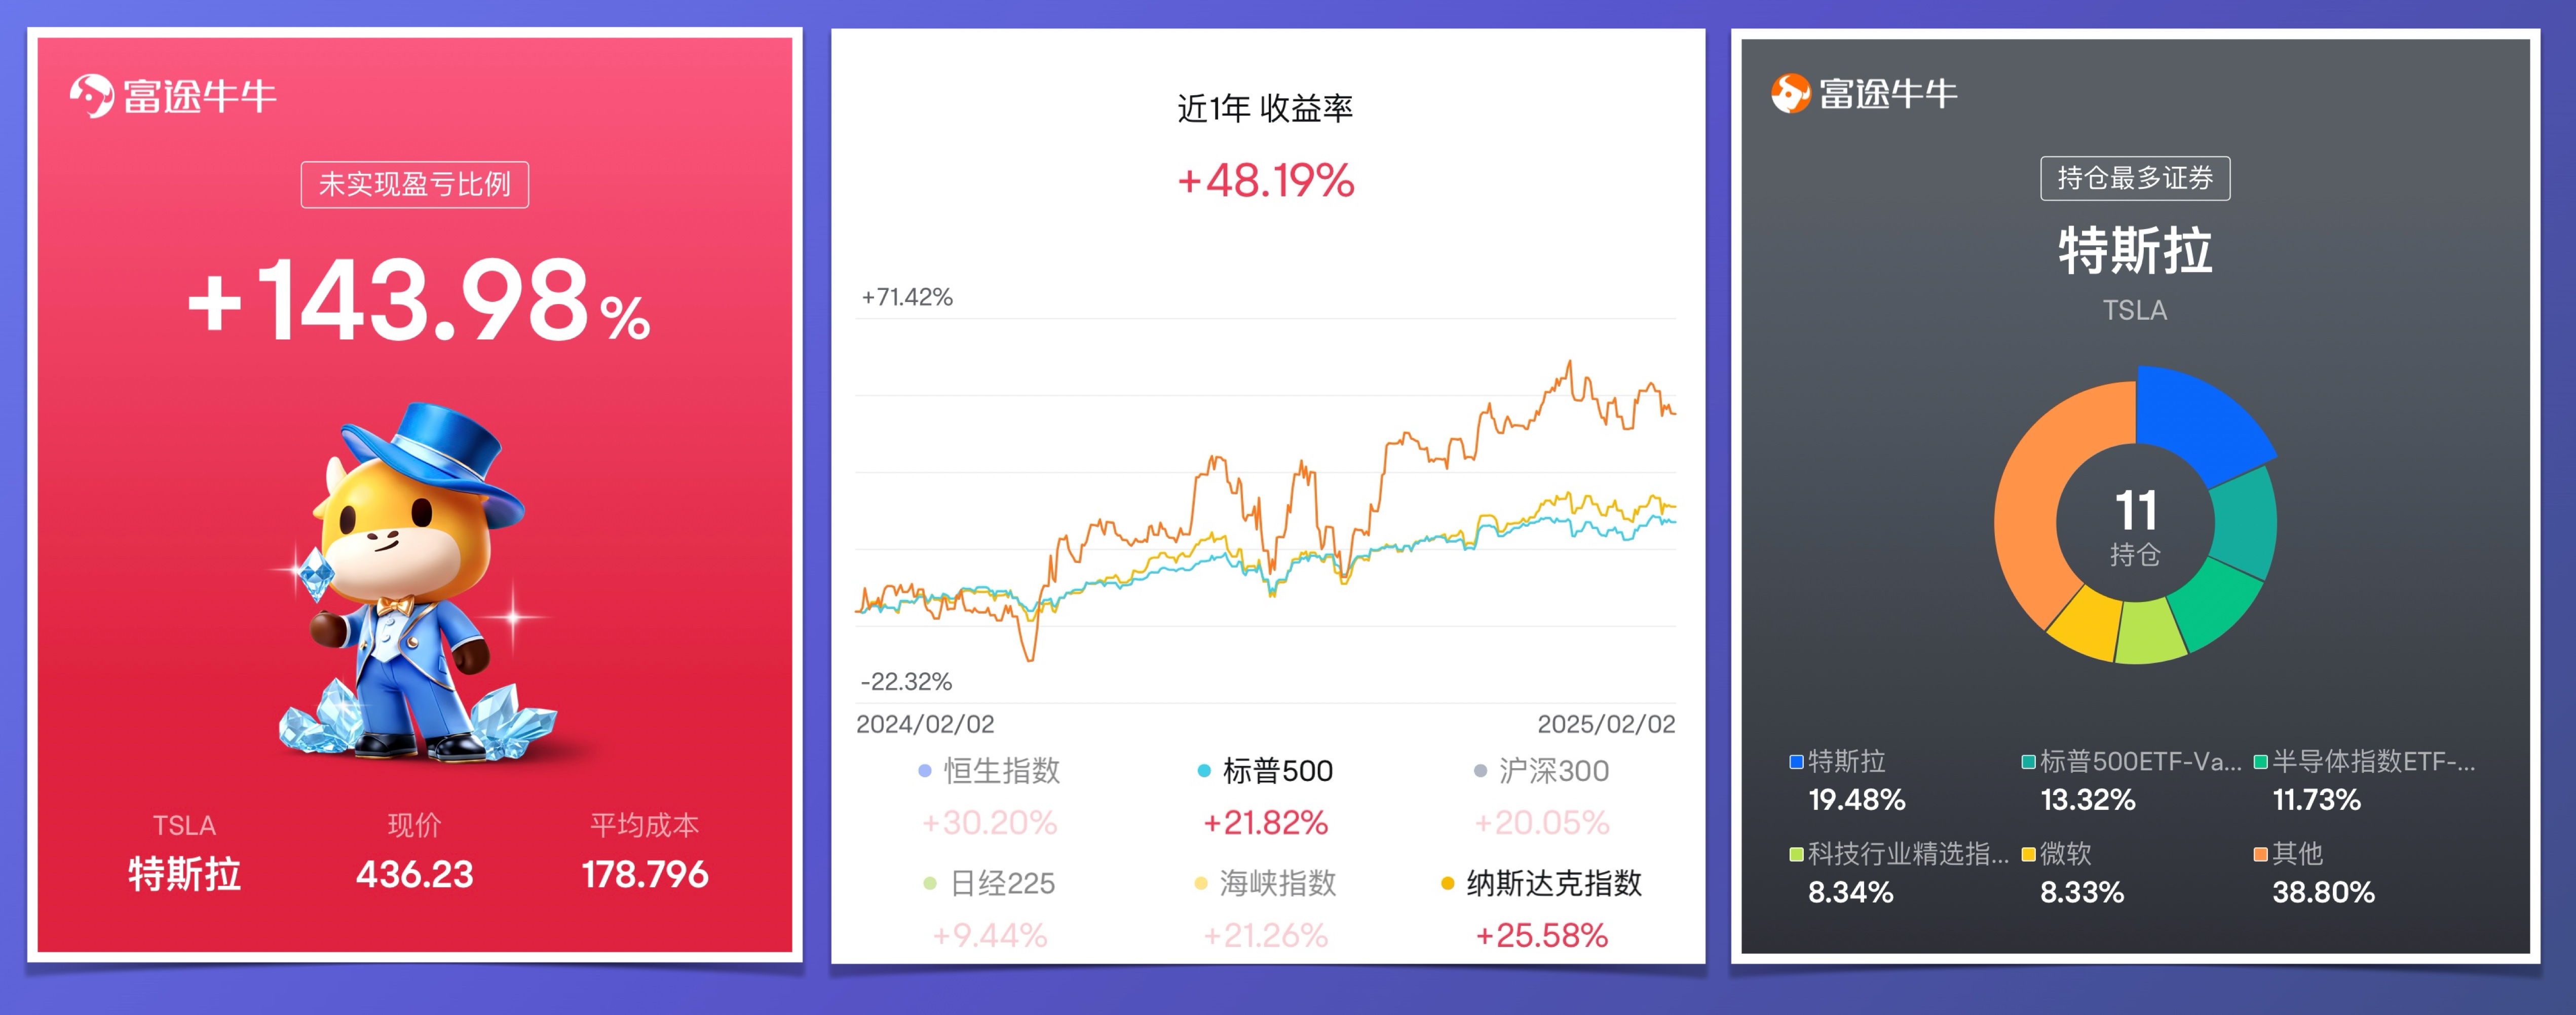 富途牛牛
未实现盈亏比例
+143.98%
TSLA 现价 平均成本
特斯拉 436.23 178.796
近1年 收益率
+48.19%
+71.42%
-22.32%
2024/02/02 2025/02/02
恒生指数 标普500 沪深300
+30.20% +21.82% +20.05%
日经225 海峡指数 纳斯达克指数
+9.44% +21.26% +25.58%
富途牛牛
持仓最多证券
特斯拉
TSLA
11
持仓
特斯拉 标普500ETF-Va... 半导体指数ETF-...
19.48% 13.32% 11.73%
科技行业精选指... 微软 其他
8.34% 8.33% 38.80%